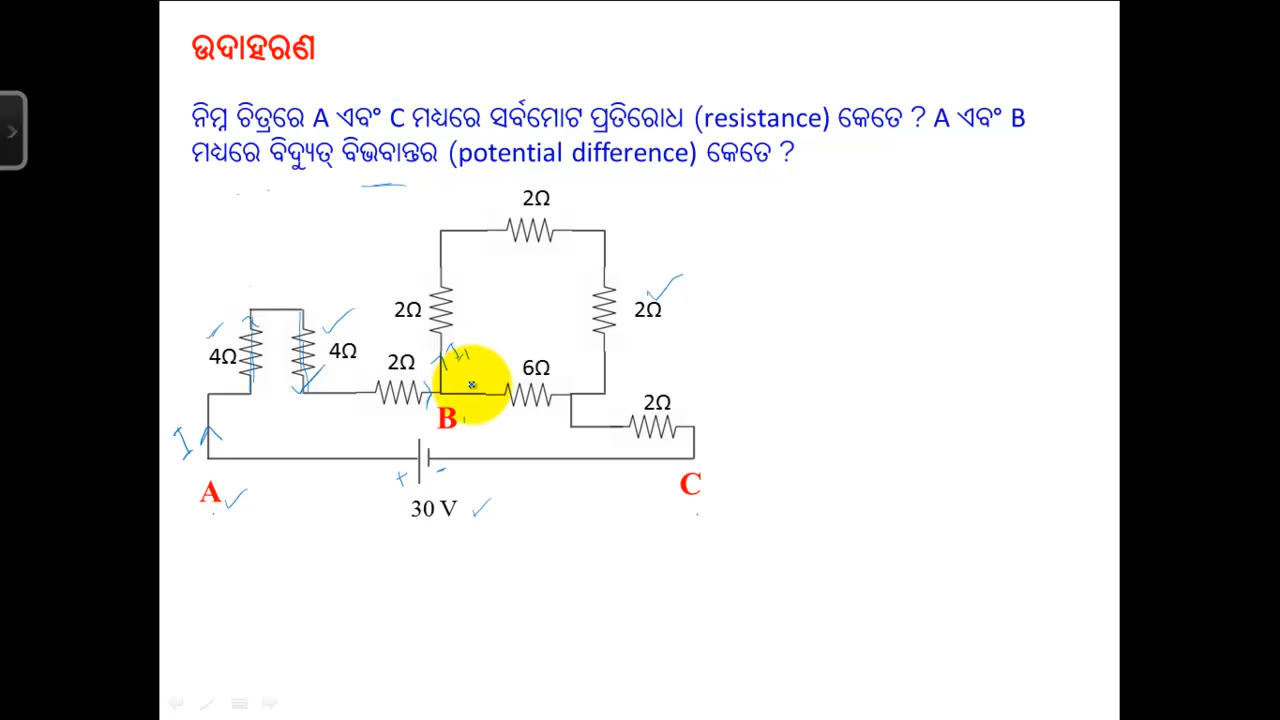 ଉଦାହରଣ
ନିମ୍ନ ଚିତ୍ରରେ A ଏବଂ C ମଧ୍ୟରେ ସର୍ବମୋଟ ପ୍ରତିରୋଧ (resistance) କେତେ ? A ଏବଂ B
ମଧ୍ୟରେ ବିଦ୍ୟୁତ୍ ବିଭବାନ୍ତର (potential difference) କେତେ ?
2Ω
2Ω
2Ω
4Ω
4Ω
2Ω
6Ω
2Ω
B
I
I₁
A
+
-
C
30 V